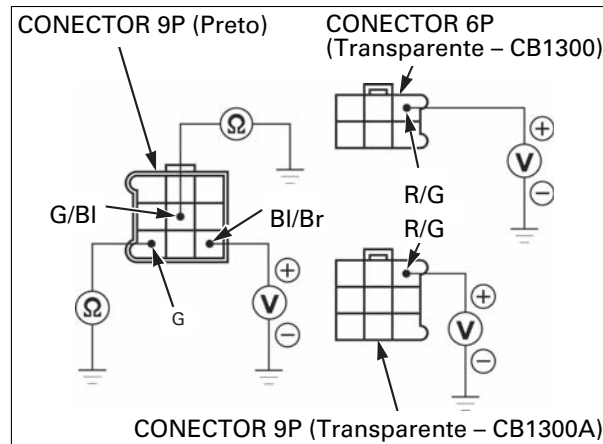 CONECTOR 9P (Preto)
CONECTOR 6P
(Transparente – CB1300)
Ω
+
V
–
R/G
G/Bl
Bl/Br
R/G
+
Ω
G
V
–
+
V
–
CONECTOR 9P (Transparente – CB1300A)